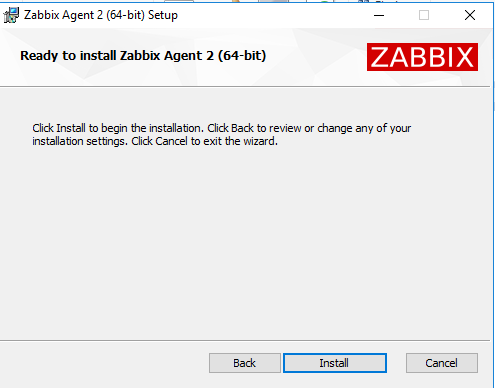 Zabbix Agent 2 (64-bit) Setup
Ready to install Zabbix Agent 2 (64-bit)
ZABBIX
Click Install to begin the installation. Click Back to review or change any of your
installation settings. Click Cancel to exit the wizard.
Back
Install
Cancel